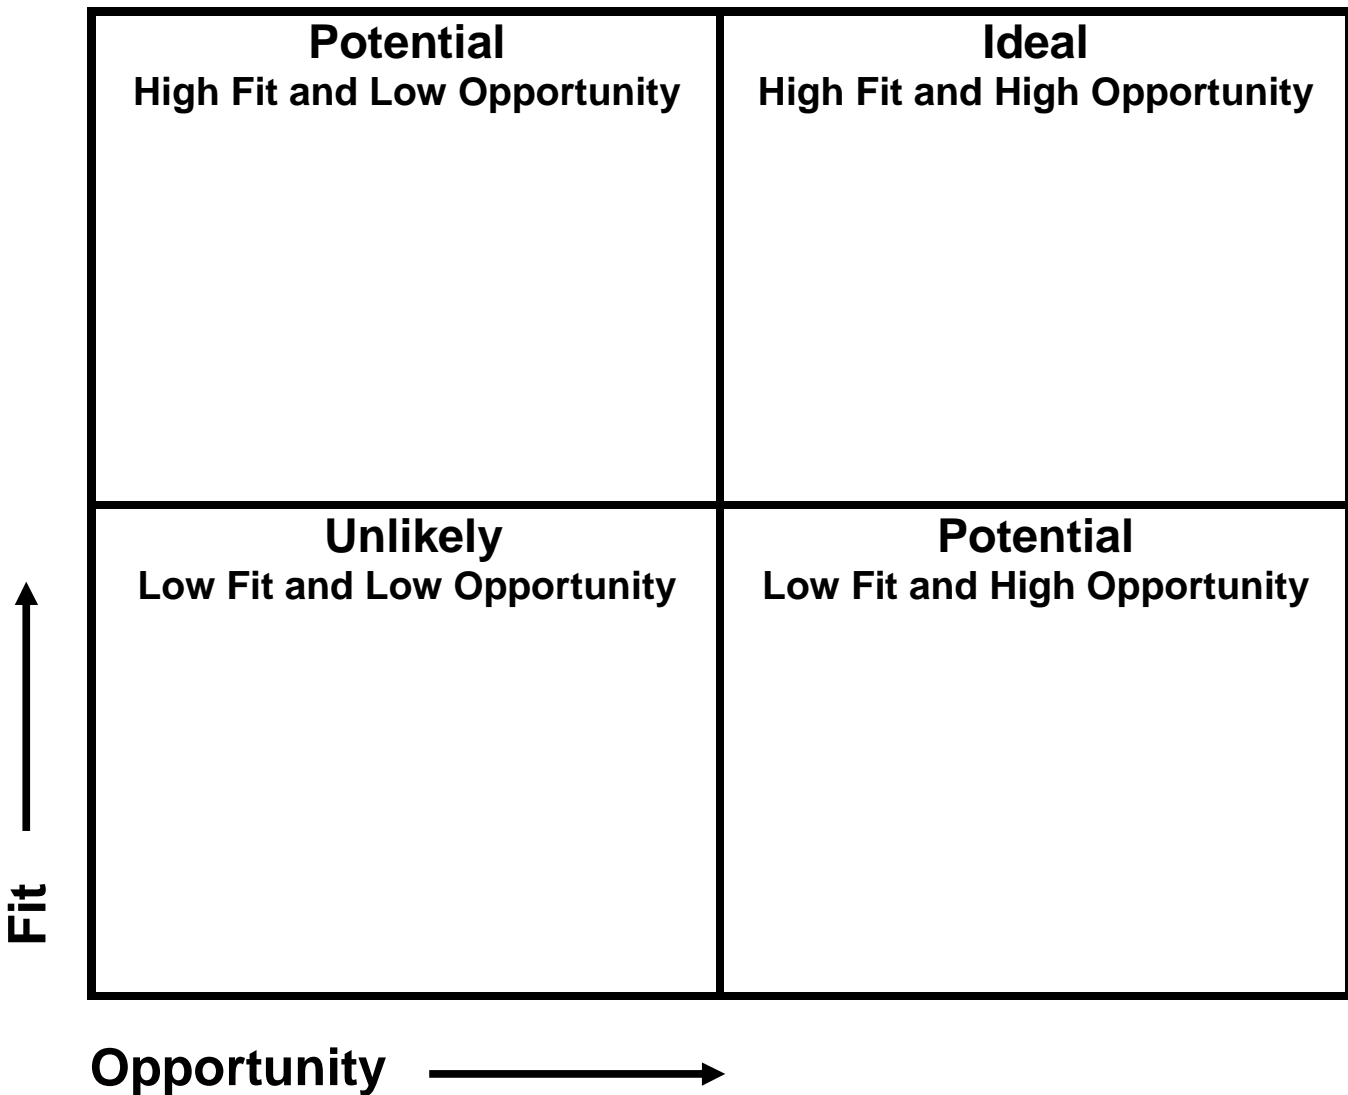 Potential
High Fit and Low Opportunity
Ideal
High Fit and High Opportunity
Unlikely
Low Fit and Low Opportunity
Potential
Low Fit and High Opportunity
Fit
Opportunity